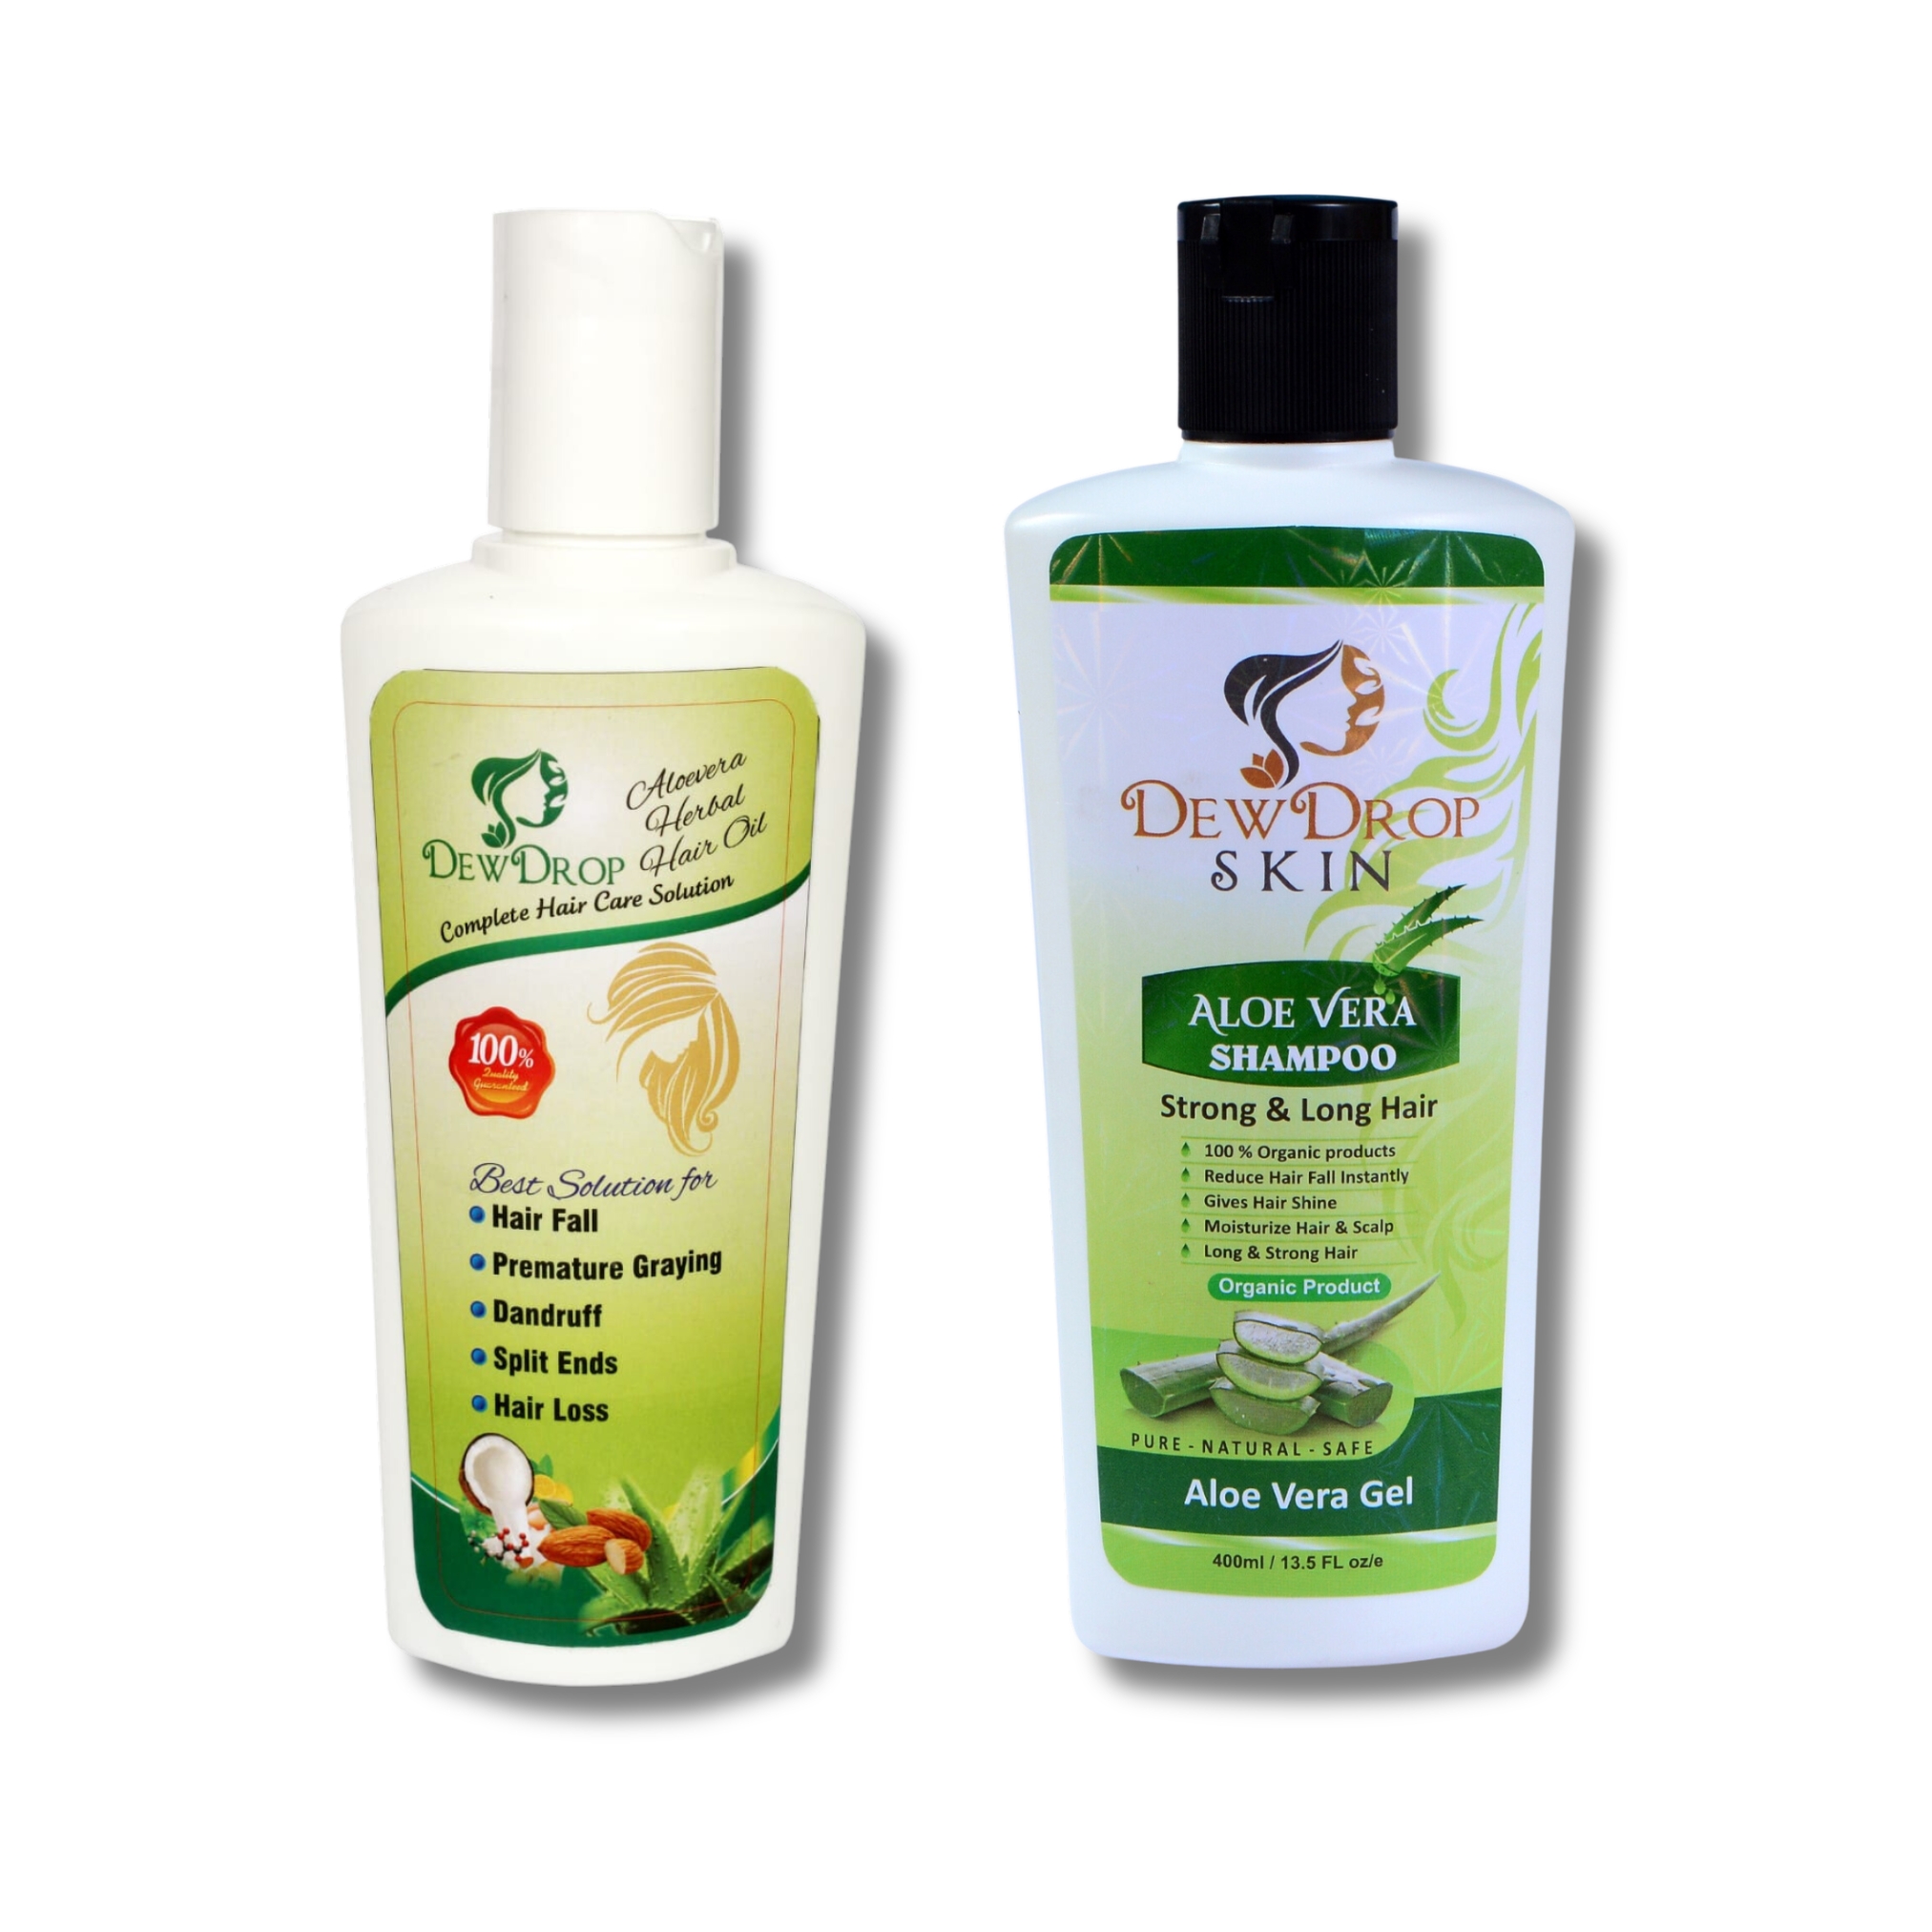 DEWDROP
Aloevera
Herbal
Hair Oil
Complete Hair Care Solution
100%
Quality
Guaranteed
Best Solution for
Hair Fall
Premature Graying
Dandruff
Split Ends
Hair Loss
DEWDROP
SKIN
ALOE VERA
SHAMPOO
Strong & Long Hair
100 % Organic products
Reduce Hair Fall Instantly
Gives Hair Shine
Moisturize Hair & Scalp
Long & Strong Hair
Organic Product
PURE - NATURAL - SAFE
Aloe Vera Gel
400ml / 13.5 FL oz/e